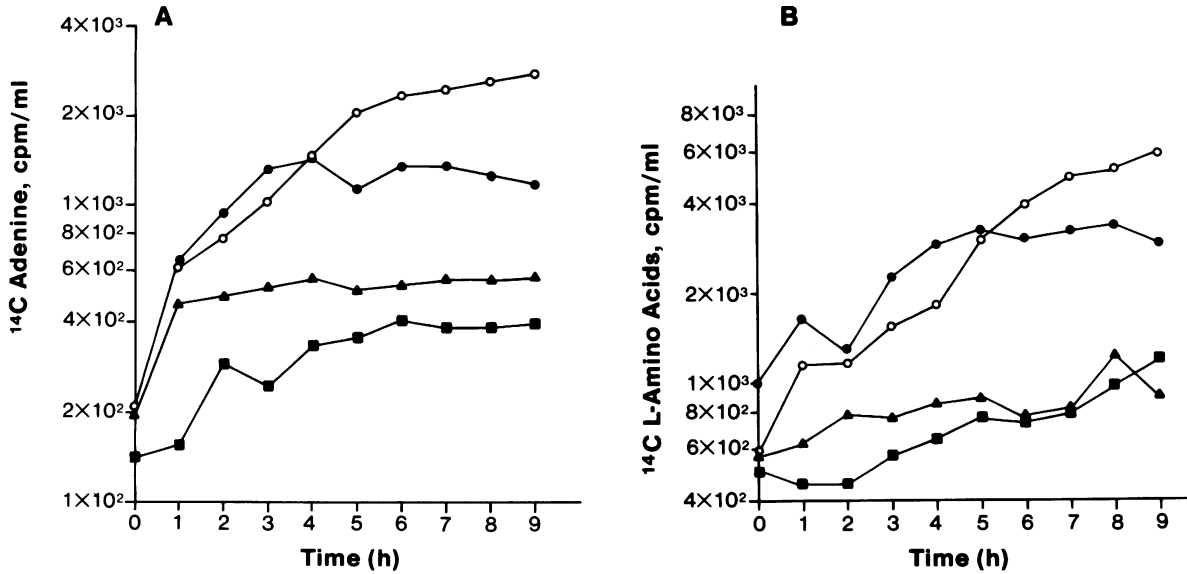 A
¹⁴C Adenine, cpm/ml
4×10³
2×10³
1×10³
8×10²
6×10²
4×10²
2×10²
1×10²
0 1 2 3 4 5 6 7 8 9
Time (h)
B
¹⁴C L-Amino Acids, cpm/ml
8×10³
6×10³
4×10³
2×10³
1×10³
8×10²
6×10²
4×10²
0 1 2 3 4 5 6 7 8 9
Time (h)